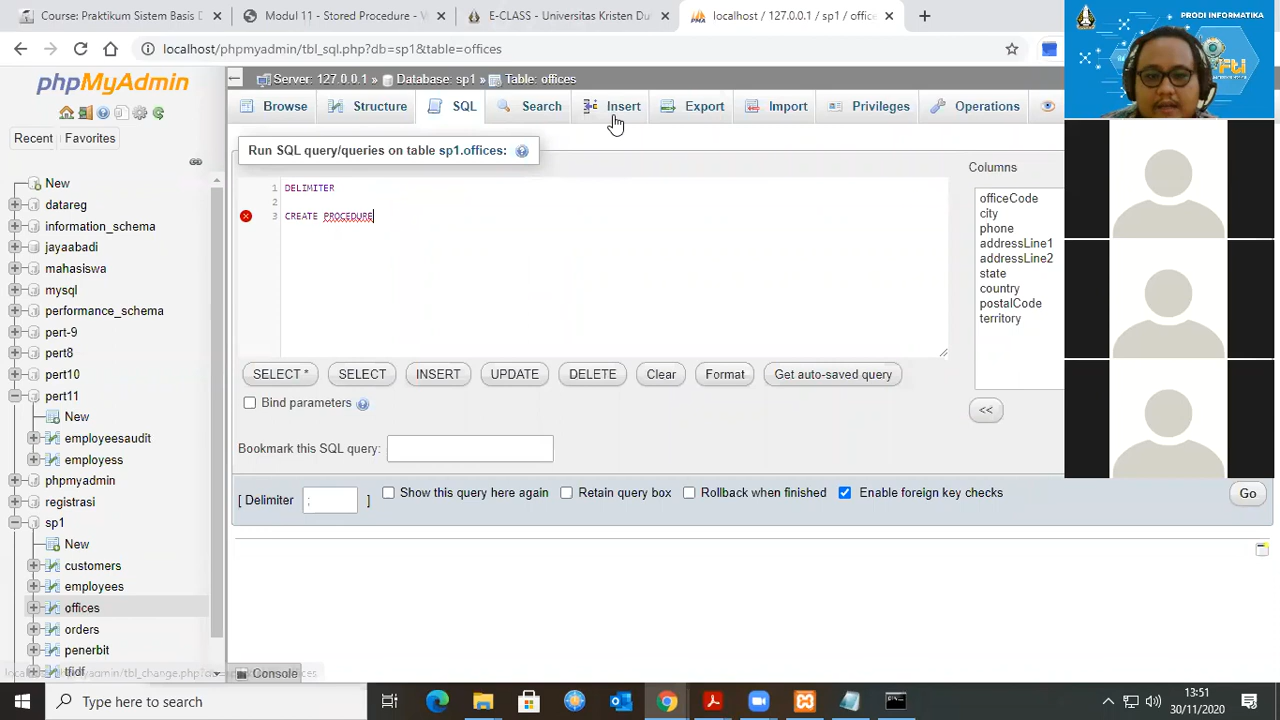 Course: Praktikum Sistem Basis D
Modul 11 - Stored Procedure - W
E-CLASS - Universitas Kristen Du
localhost / 127.0.0.1 / sp1 / office
localhost/phpmyadmin/tbl_sql.php?db=sp1&table=offices
PRODI INFORMATIKA
phpMyAdmin
Recent
Favorites
New
datareg
information_schema
jayaabadi
mahasiswa
mysql
performance_schema
pert-9
pert8
pert10
pert11
New
employeesaudit
employess
phpmyadmin
registrasi
sp1
New
customers
employees
offices
orders
penerbit
Server: 127.0.0.1 » Database: sp1 » Table: offices
Browse
Structure
SQL
Search
Insert
Export
Import
Privileges
Operations
Run SQL query/queries on table sp1.offices:
1 DELIMITER
2
3 CREATE PROCEDURE
Columns
officeCode
city
phone
addressLine1
addressLine2
state
country
postalCode
territory
<<
SELECT *
SELECT
INSERT
UPDATE
DELETE
Clear
Format
Get auto-saved query
Bind parameters
Bookmark this SQL query:
[ Delimiter ; ]
Show this query here again
Retain query box
Rollback when finished
Enable foreign key checks
Go
Console
Type here to search
13:51
30/11/2020